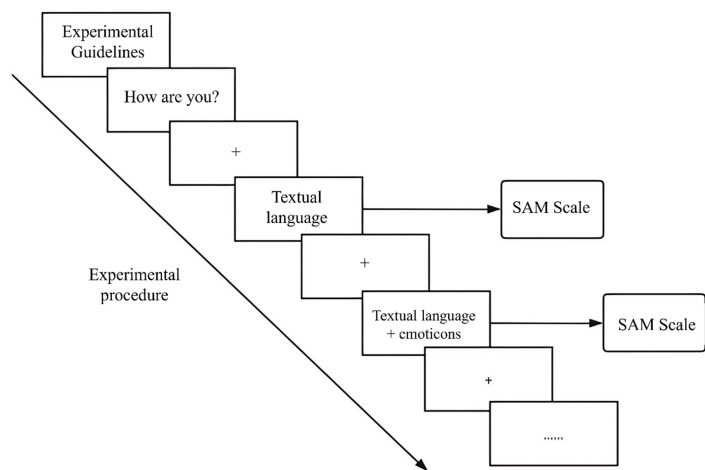 Experimental
Guidelines
How are you?
+
Textual
language
SAM Scale
+
Experimental
procedure
Textual language
+ emoticons
SAM Scale
+
......